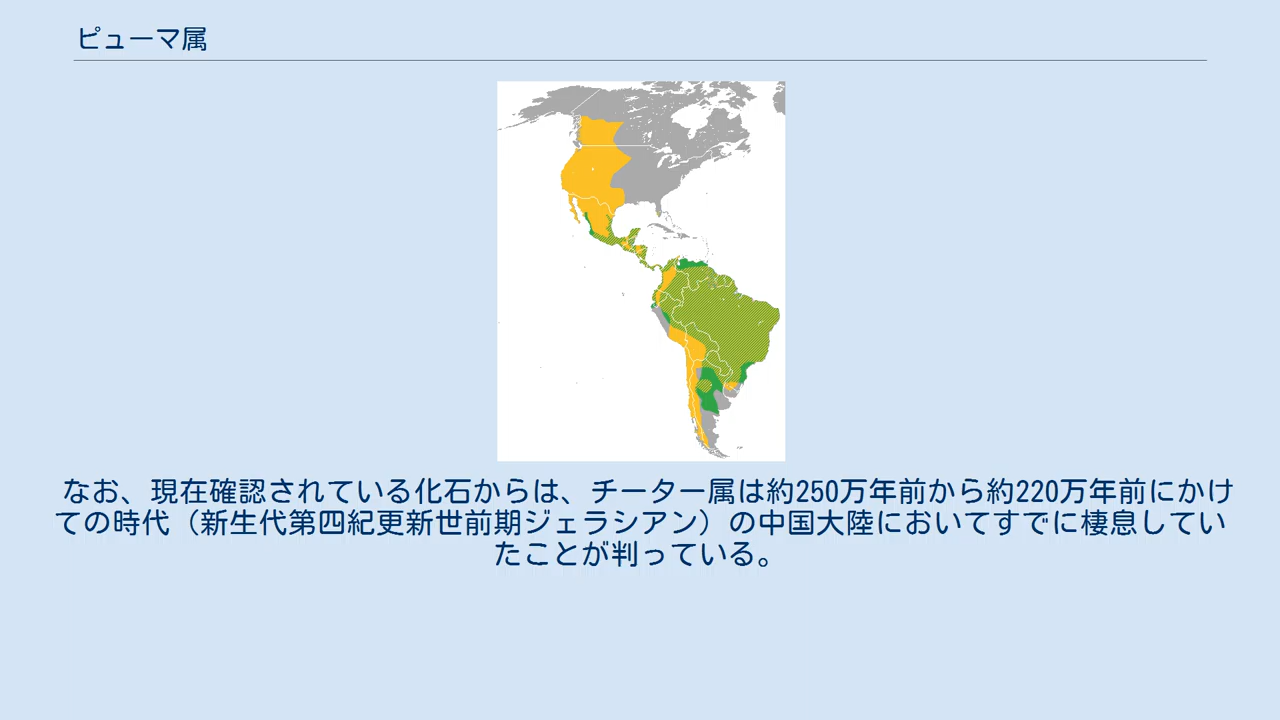 ピューマ属
なお、現在確認されている化石からは、チーター属は約250万年前から約220万年前にかけ
ての時代（新生代第四紀更新世前期ジェラシアン）の中国大陸においてすでに棲息してい
たことが判っている。